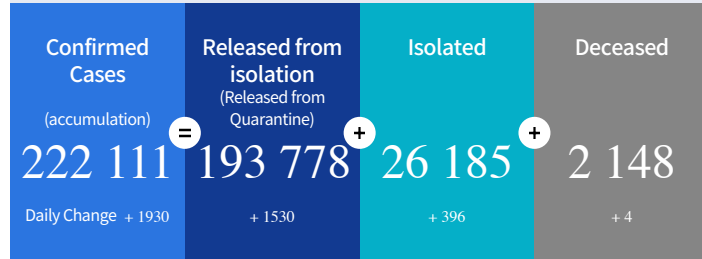 Confirmed
Cases
(accumulation)
222 111
Daily Change + 1930
=
Released from
isolation
(Released from
Quarantine)
193 778
+ 1530
+
Isolated
26 185
+ 396
+
Deceased
2 148
+ 4